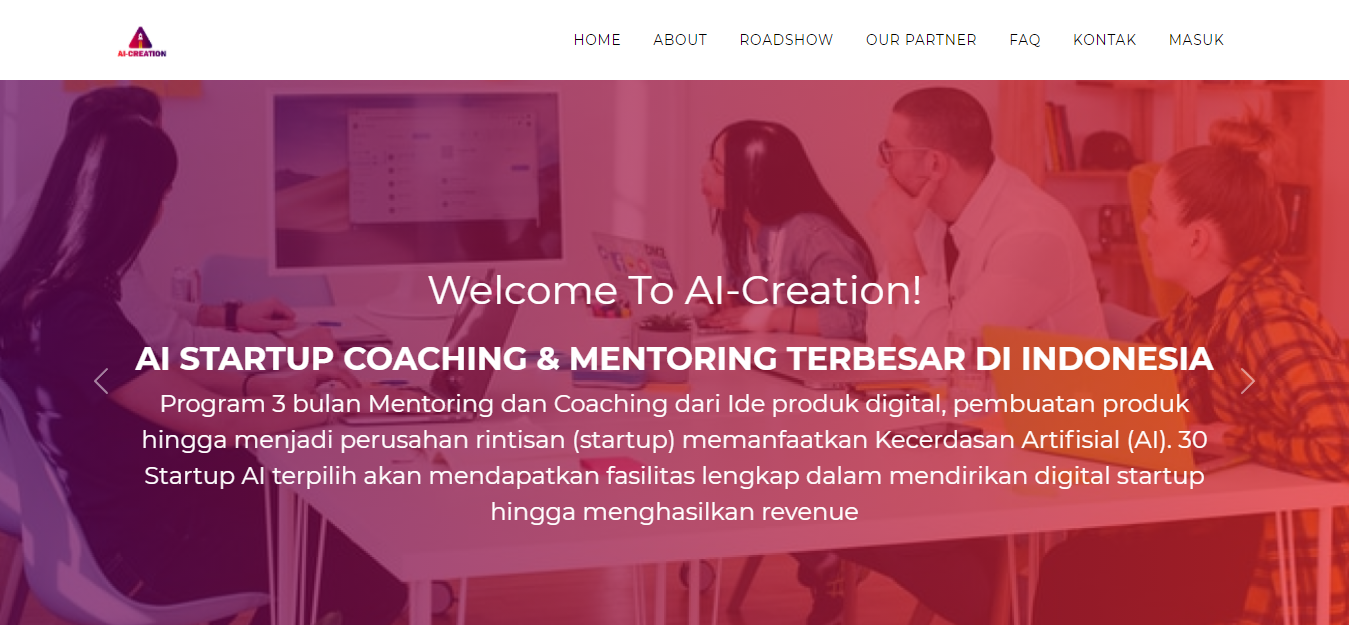 AI-CREATION
HOME ABOUT ROADSHOW OUR PARTNER FAQ KONTAK MASUK
Welcome To AI-Creation!
AI STARTUP COACHING & MENTORING TERBESAR DI INDONESIA
Program 3 bulan Mentoring dan Coaching dari Ide produk digital, pembuatan produk
hingga menjadi perusahan rintisan (startup) memanfaatkan Kecerdasan Artifisial (AI). 30
Startup AI terpilih akan mendapatkan fasilitas lengkap dalam mendirikan digital startup
hingga menghasilkan revenue